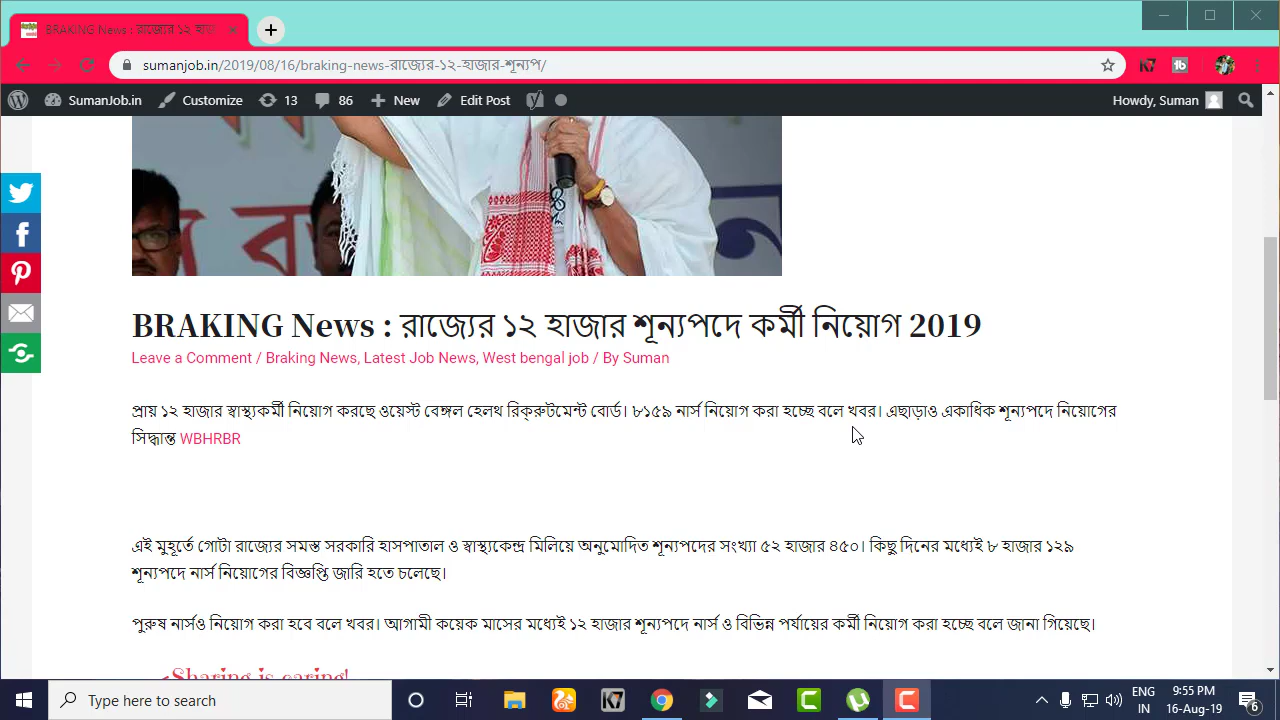 BRAKING News : রাজ্যের ১২ হাজ
sumanjob.in/2019/08/16/braking-news-রাজ্যের-১২-হাজার-শূন্যপ/
SumanJob.in Customize 13 86 New Edit Post Howdy, Suman
BRAKING News : রাজ্যের ১২ হাজার শূন্যপদে কর্মী নিয়োগ 2019
Leave a Comment / Braking News, Latest Job News, West bengal job / By Suman
প্রায় ১২ হাজার স্বাস্থ্যকর্মী নিয়োগ করছে ওয়েস্ট বেঙ্গল হেলথ রিক্রুটমেন্ট বোর্ড। ৮১৫৯ নার্স নিয়োগ করা হচ্ছে বলে খবর। এছাড়াও একাধিক শূন্যপদে নিয়োগের
সিদ্ধান্ত WBHRBR
এই মুহূর্তে গোটা রাজ্যের সমস্ত সরকারি হাসপাতাল ও স্বাস্থ্যকেন্দ্র মিলিয়ে অনুমোদিত শূন্যপদের সংখ্যা ৫২ হাজার ৪৫০। কিছু দিনের মধ্যেই ৮ হাজার ১২৯
শূন্যপদে নার্স নিয়োগের বিজ্ঞপ্তি জারি হতে চলেছে।
পুরুষ নার্সও নিয়োগ করা হবে বলে খবর। আগামী কয়েক মাসের মধ্যেই ১২ হাজার শূন্যপদে নার্স ও বিভিন্ন পর্যায়ের কর্মী নিয়োগ করা হচ্ছে বলে জানা গিয়েছে।
Sharing is caring!
Type here to search
ENG 9:55 PM
IN 16-Aug-19 6